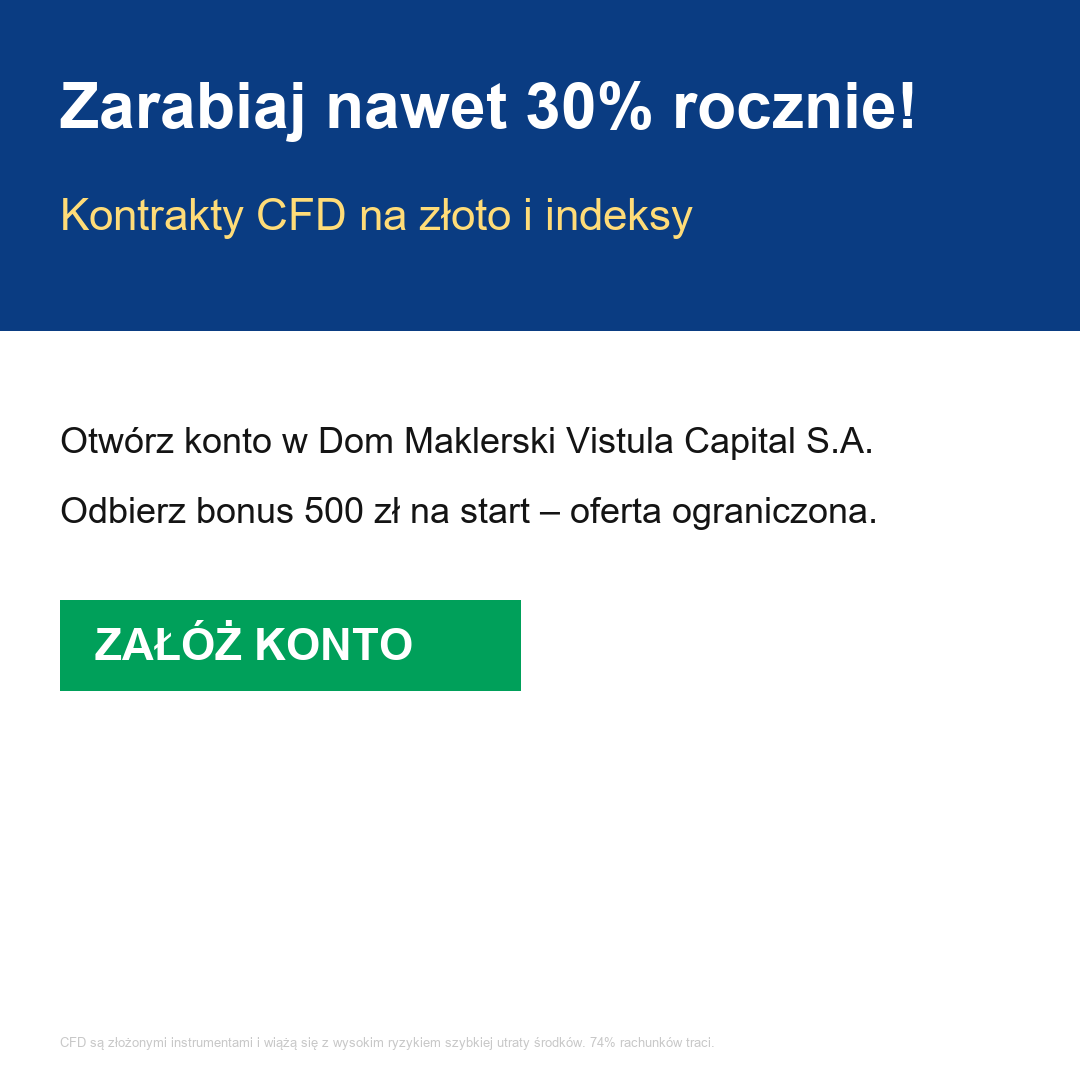 Zarabiaj nawet 30% rocznie!
Kontrakty CFD na złoto i indeksy
Otwórz konto w Dom Maklerski Vistula Capital S.A.
Odbierz bonus 500 zł na start – oferta ograniczona.
ZAŁÓŻ KONTO
CFD są złożonymi instrumentami i wiążą się z wysokim ryzykiem szybkiej utraty środków. 74% rachunków traci.